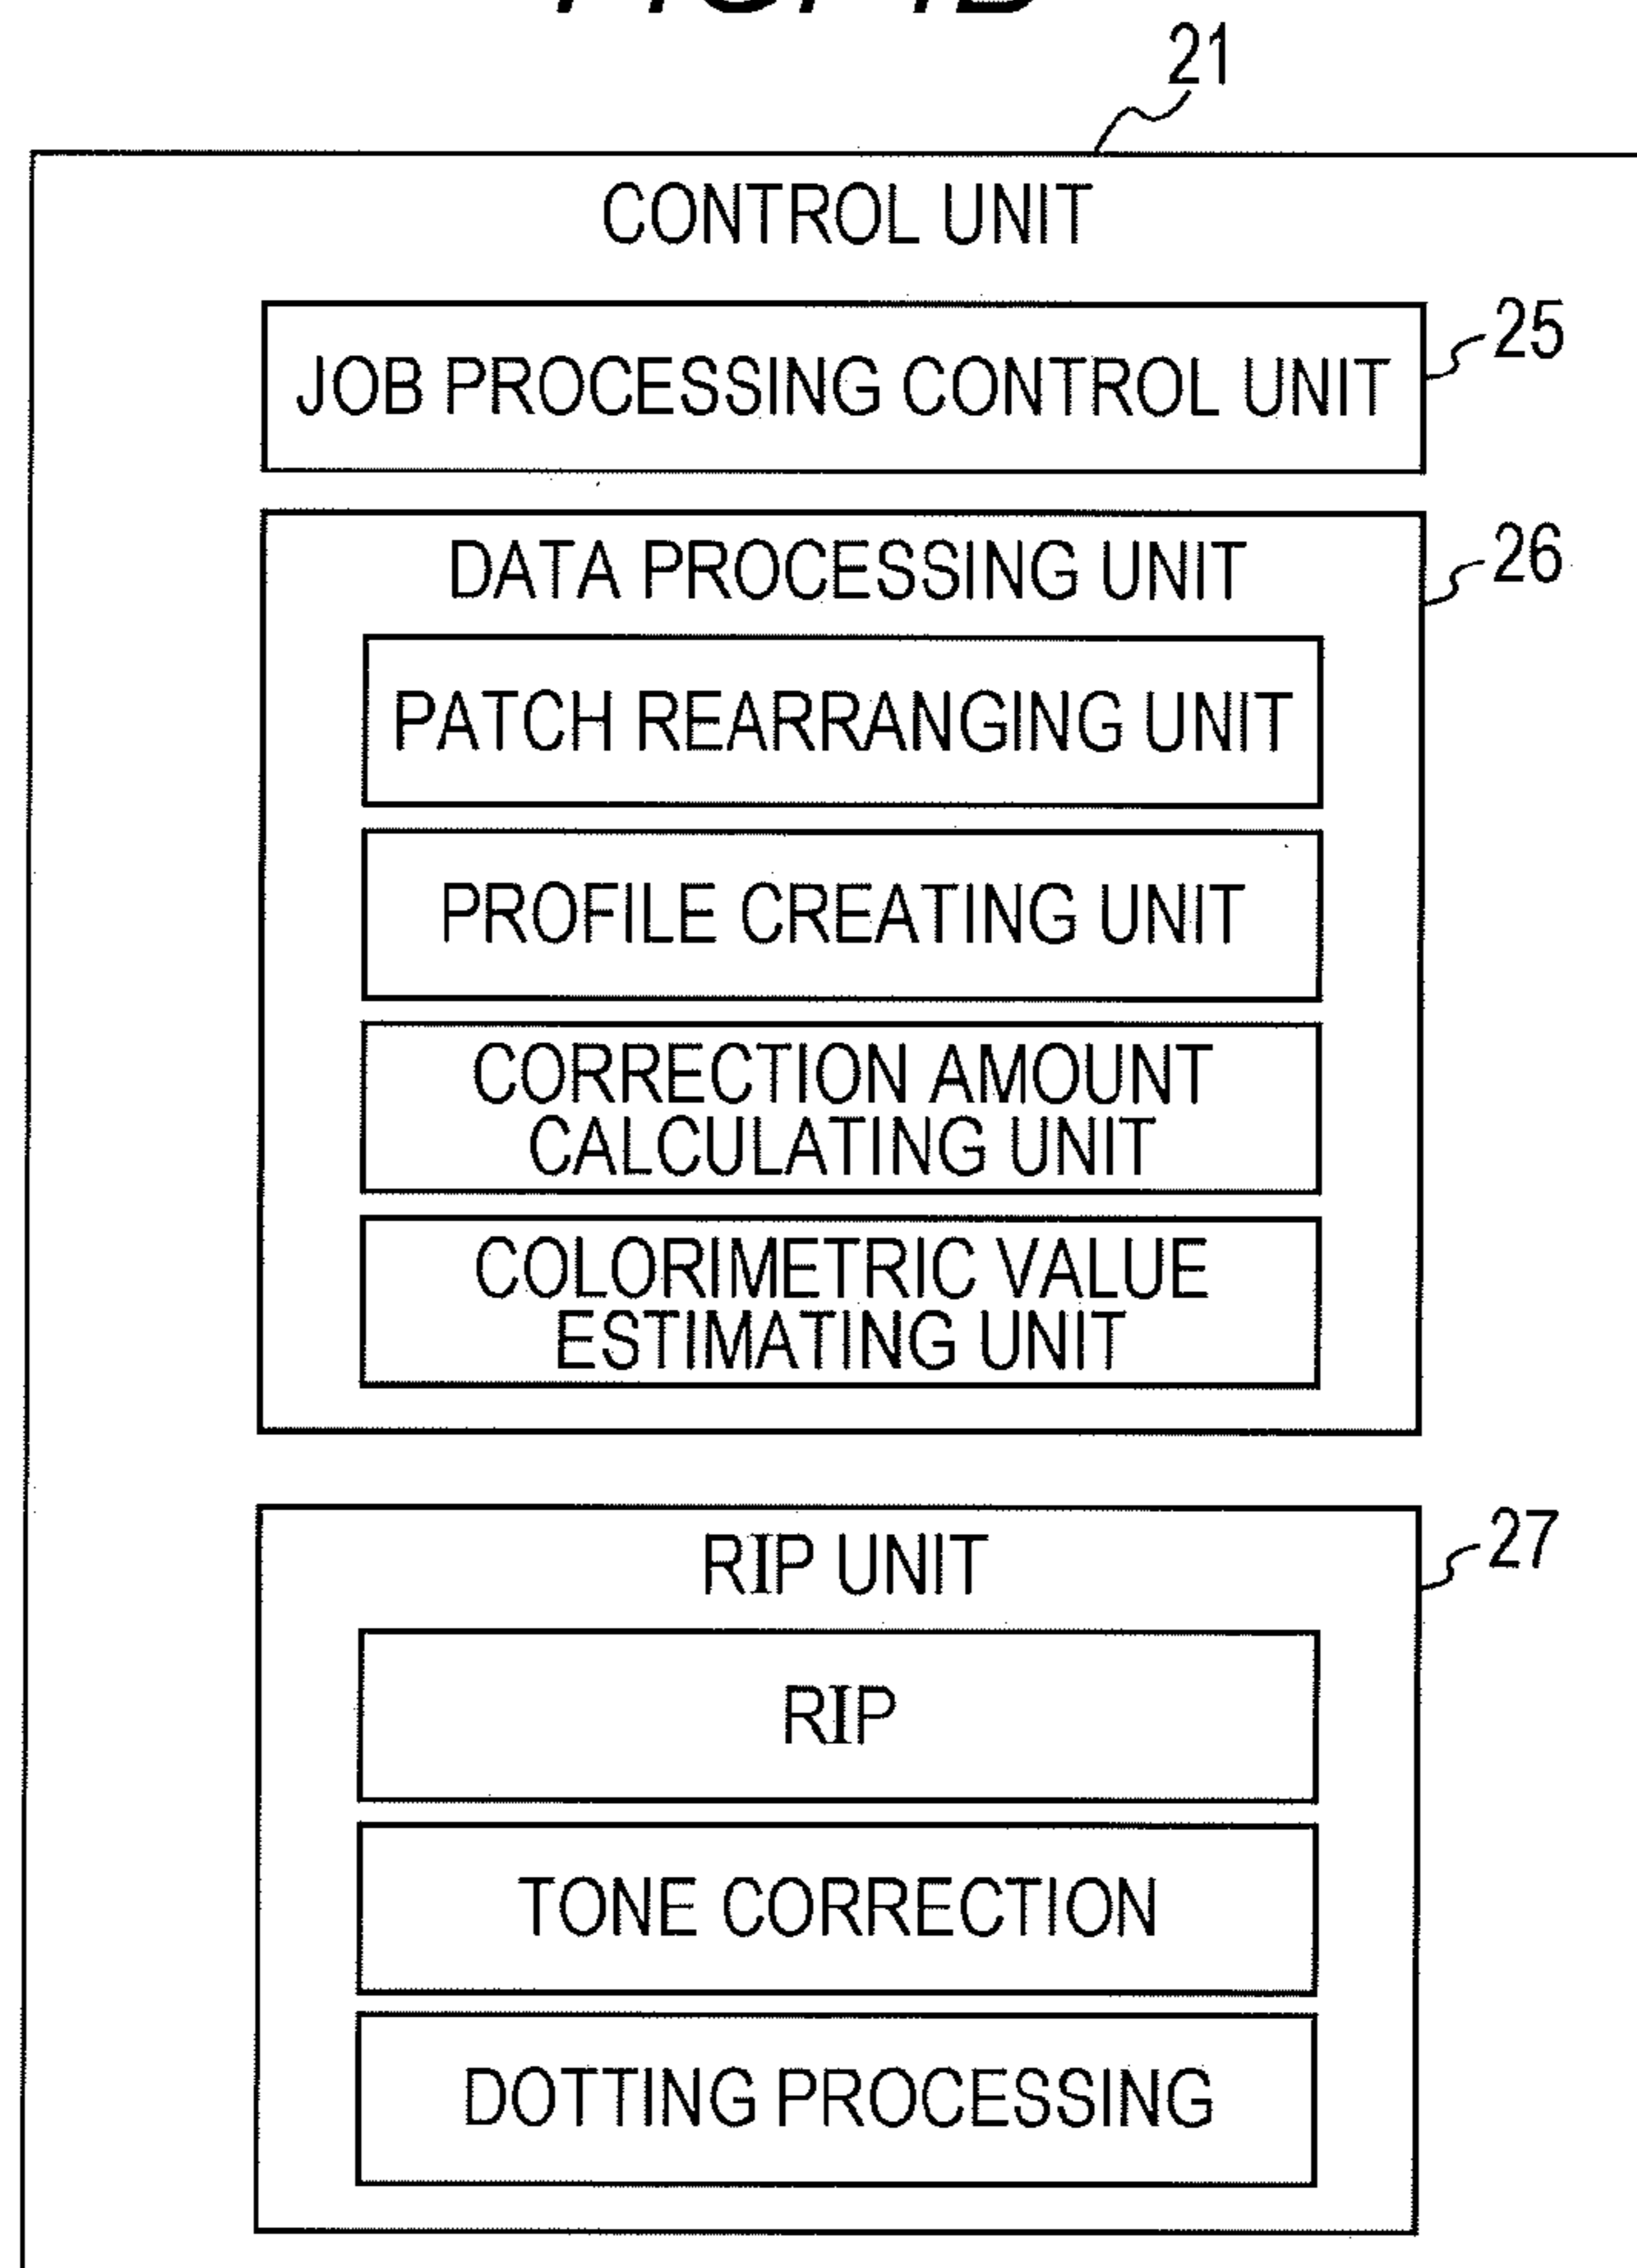 21
CONTROL UNIT
JOB PROCESSING CONTROL UNIT
25
DATA PROCESSING UNIT
26
PATCH REARRANGING UNIT
PROFILE CREATING UNIT
CORRECTION AMOUNT
CALCULATING UNIT
COLORIMETRIC VALUE
ESTIMATING UNIT
RIP UNIT
27
RIP
TONE CORRECTION
DOTTING PROCESSING